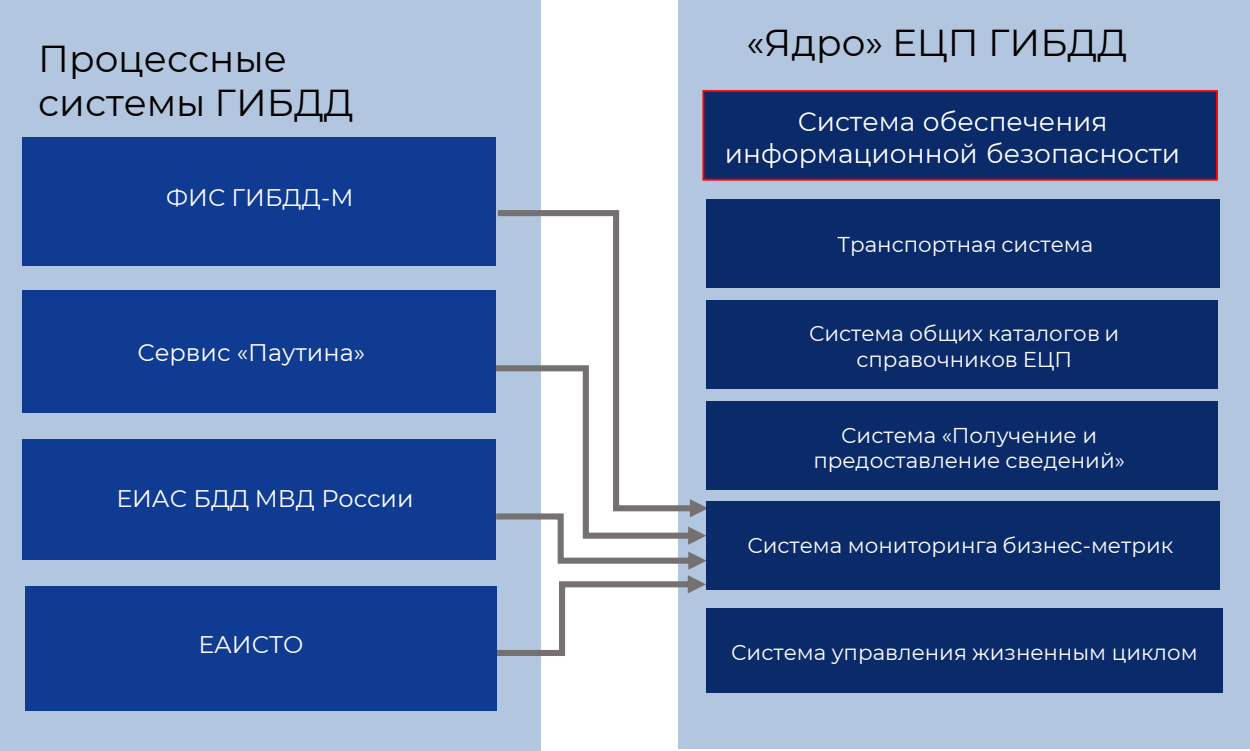 Процессные
системы ГИБДД
ФИС ГИБДД-М
Сервис «Паутина»
ЕИАС БДД МВД России
ЕАИСТО
«Ядро» ЕЦП ГИБДД
Система обеспечения
информационной безопасности
Транспортная система
Система общих каталогов и
справочников ЕЦП
Система «Получение и
предоставление сведений»
Система мониторинга бизнес-метрик
Система управления жизненным циклом